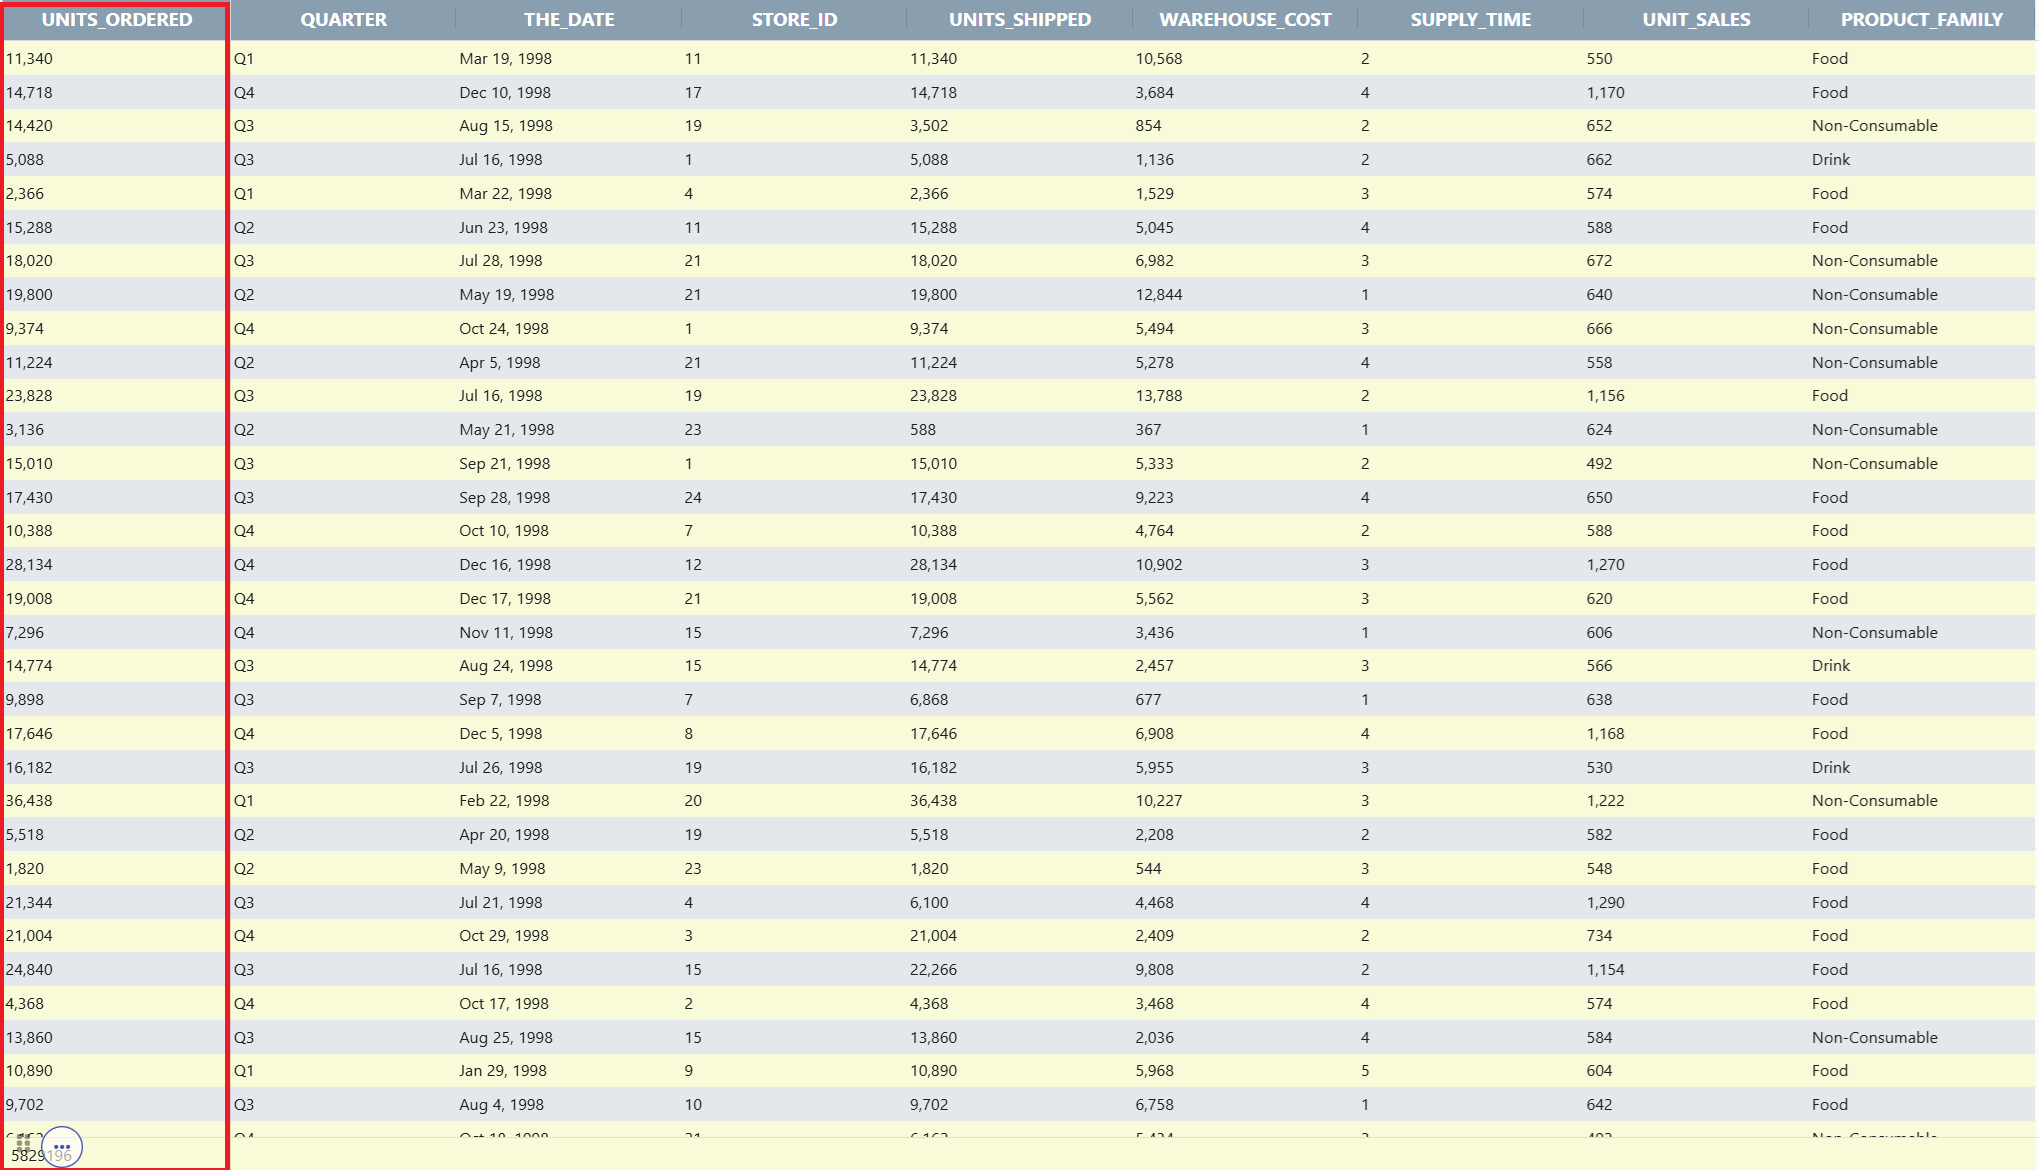 UNITS_ORDERED QUARTER THE_DATE STORE_ID UNITS_SHIPPED WAREHOUSE_COST SUPPLY_TIME UNIT_SALES PRODUCT_FAMILY
11,340 Q1 Mar 19, 1998 11 11,340 10,568 2 550 Food
14,718 Q4 Dec 10, 1998 17 14,718 3,684 4 1,170 Food
14,420 Q3 Aug 15, 1998 19 3,502 854 2 652 Non-Consumable
5,088 Q3 Jul 16, 1998 1 5,088 1,136 2 662 Drink
2,366 Q1 Mar 22, 1998 4 2,366 1,529 3 574 Food
15,288 Q2 Jun 23, 1998 11 15,288 5,045 4 588 Food
18,020 Q3 Jul 28, 1998 21 18,020 6,982 3 672 Non-Consumable
19,800 Q2 May 19, 1998 21 19,800 12,844 1 640 Non-Consumable
9,374 Q4 Oct 24, 1998 1 9,374 5,494 3 666 Non-Consumable
11,224 Q2 Apr 5, 1998 21 11,224 5,278 4 558 Non-Consumable
23,828 Q3 Jul 16, 1998 19 23,828 13,788 2 1,156 Food
3,136 Q2 May 21, 1998 23 588 367 1 624 Non-Consumable
15,010 Q3 Sep 21, 1998 1 15,010 5,333 2 492 Non-Consumable
17,430 Q3 Sep 28, 1998 24 17,430 9,223 4 650 Food
10,388 Q4 Oct 10, 1998 7 10,388 4,764 2 588 Food
28,134 Q4 Dec 16, 1998 12 28,134 10,902 3 1,270 Food
19,008 Q4 Dec 17, 1998 21 19,008 5,562 3 620 Food
7,296 Q4 Nov 11, 1998 15 7,296 3,436 1 606 Non-Consumable
14,774 Q3 Aug 24, 1998 15 14,774 2,457 3 566 Drink
9,898 Q3 Sep 7, 1998 7 6,868 677 1 638 Food
17,646 Q4 Dec 5, 1998 8 17,646 6,908 4 1,168 Food
16,182 Q3 Jul 26, 1998 19 16,182 5,955 3 530 Drink
36,438 Q1 Feb 22, 1998 20 36,438 10,227 3 1,222 Non-Consumable
5,518 Q2 Apr 20, 1998 19 5,518 2,208 2 582 Food
1,820 Q2 May 9, 1998 23 1,820 544 3 548 Food
21,344 Q3 Jul 21, 1998 4 6,100 4,468 4 1,290 Food
21,004 Q4 Oct 29, 1998 3 21,004 2,409 2 734 Food
24,840 Q3 Jul 16, 1998 15 22,266 9,808 2 1,154 Food
4,368 Q4 Oct 17, 1998 2 4,368 3,468 4 574 Food
13,860 Q3 Aug 25, 1998 15 13,860 2,036 4 584 Non-Consumable
10,890 Q1 Jan 29, 1998 9 10,890 5,968 5 604 Food
9,702 Q3 Aug 4, 1998 10 9,702 6,758 1 642 Food
5829196